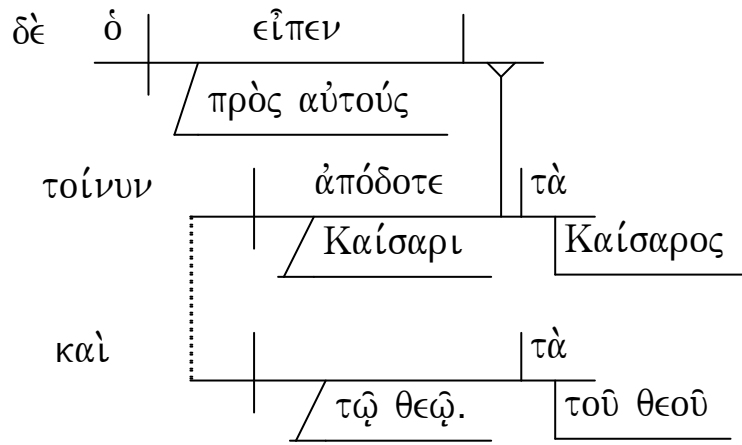 δὲ ὁ εἶπεν
πρὸς αὐτούς
τοίνυν ἀπόδοτε τὰ
Καίσαρι Καίσαρος
καὶ τὰ
τῷ θεῷ. τοῦ θεοῦ